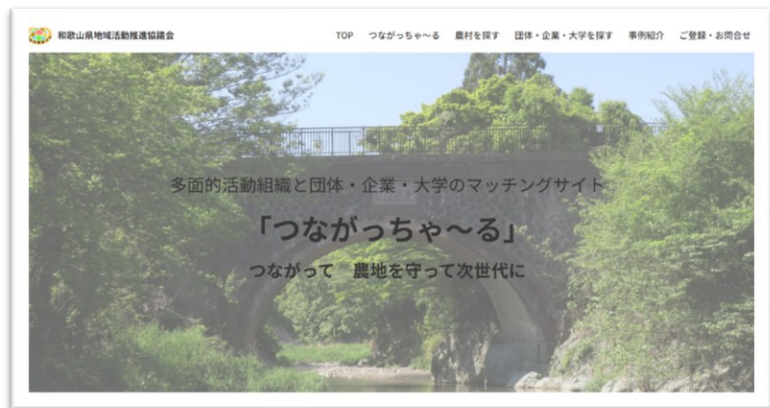 和歌山県地域活動推進協議会
TOP つながっちゃ〜る 農村を探す 団体・企業・大学を探す 事例紹介 ご登録・お問合せ
多面的活動組織と団体・企業・大学のマッチングサイト
「つながっちゃ〜る」
つながって　農地を守って次世代に